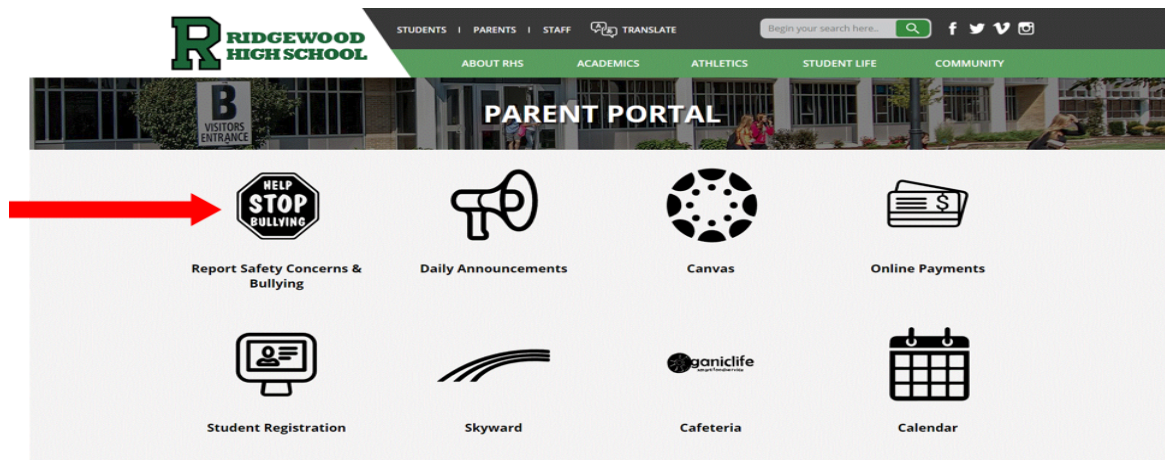 RIDGEWOOD
HIGH SCHOOL
STUDENTS | PARENTS | STAFF TRANSLATE
Begin your search here..
ABOUT RHS ACADEMICS ATHLETICS STUDENT LIFE COMMUNITY
B
VISITORS
ENTRANCE
PARENT PORTAL
HELP
STOP
BULLYING
Report Safety Concerns &
Bullying
Daily Announcements
Canvas
$
Online Payments
Student Registration
Skyward
ganiclife
Cafeteria
Calendar